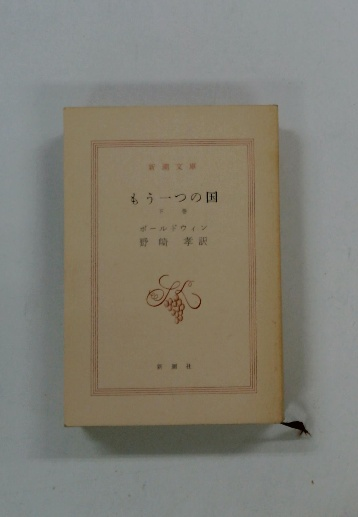 新潮文庫
もう一つの国
下巻
ボールドウィン
野崎 孝訳
新潮社